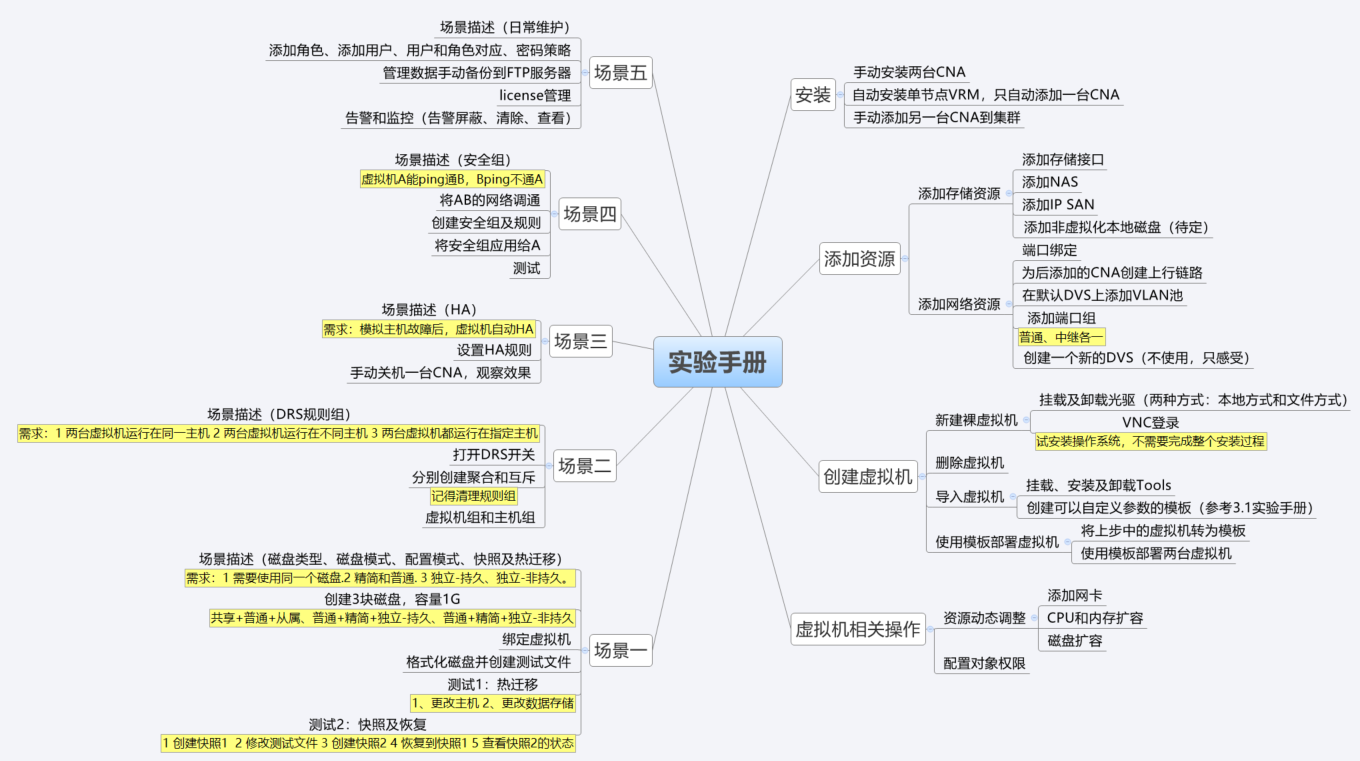 实验手册
安装
手动安装两台CNA
自动安装单节点VRM，只自动添加一台CNA
手动添加另一台CNA到集群
添加资源
添加存储资源
添加存储接口
添加NAS
添加IP SAN
添加非虚拟化本地磁盘（待定）
添加网络资源
端口绑定
为后添加的CNA创建上行链路
在默认DVS上添加VLAN池
添加端口组
普通、中继各一
创建一个新的DVS（不使用，只感受）
创建虚拟机
新建裸虚拟机
挂载及卸载光驱（两种方式：本地方式和文件方式）
VNC登录
试安装操作系统，不需要完成整个安装过程
删除虚拟机
导入虚拟机
挂载、安装及卸载Tools
创建可以自定义参数的模板（参考3.1实验手册）
使用模板部署虚拟机
将上步中的虚拟机转为模板
使用模板部署两台虚拟机
虚拟机相关操作
资源动态调整
添加网卡
CPU和内存扩容
磁盘扩容
配置对象权限
场景五
场景描述（日常维护）
添加角色、添加用户、用户和角色对应、密码策略
管理数据手动备份到FTP服务器
license管理
告警和监控（告警屏蔽、清除、查看）
场景四
场景描述（安全组）
虚拟机A能ping通B，Bping不通A
将AB的网络调通
创建安全组及规则
将安全组应用给A
测试
场景三
场景描述（HA）
需求：模拟主机故障后，虚拟机自动HA
设置HA规则
手动关机一台CNA，观察效果
场景二
场景描述（DRS规则组）
需求：1 两台虚拟机运行在同一主机 2 两台虚拟机运行在不同主机 3 两台虚拟机都运行在指定主机
打开DRS开关
分别创建聚合和互斥
记得清理规则组
虚拟机组和主机组
场景一
场景描述（磁盘类型、磁盘模式、配置模式、快照及热迁移）
需求：1 需要使用同一个磁盘.2 精简和普通. 3 独立-持久、独立-非持久。
创建3块磁盘，容量1G
共享+普通+从属、普通+精简+独立-持久、普通+精简+独立-非持久
绑定虚拟机
格式化磁盘并创建测试文件
测试1：热迁移
1、更改主机 2、更改数据存储
测试2：快照及恢复
1 创建快照1 2 修改测试文件 3 创建快照2 4 恢复到快照1 5 查看快照2的状态